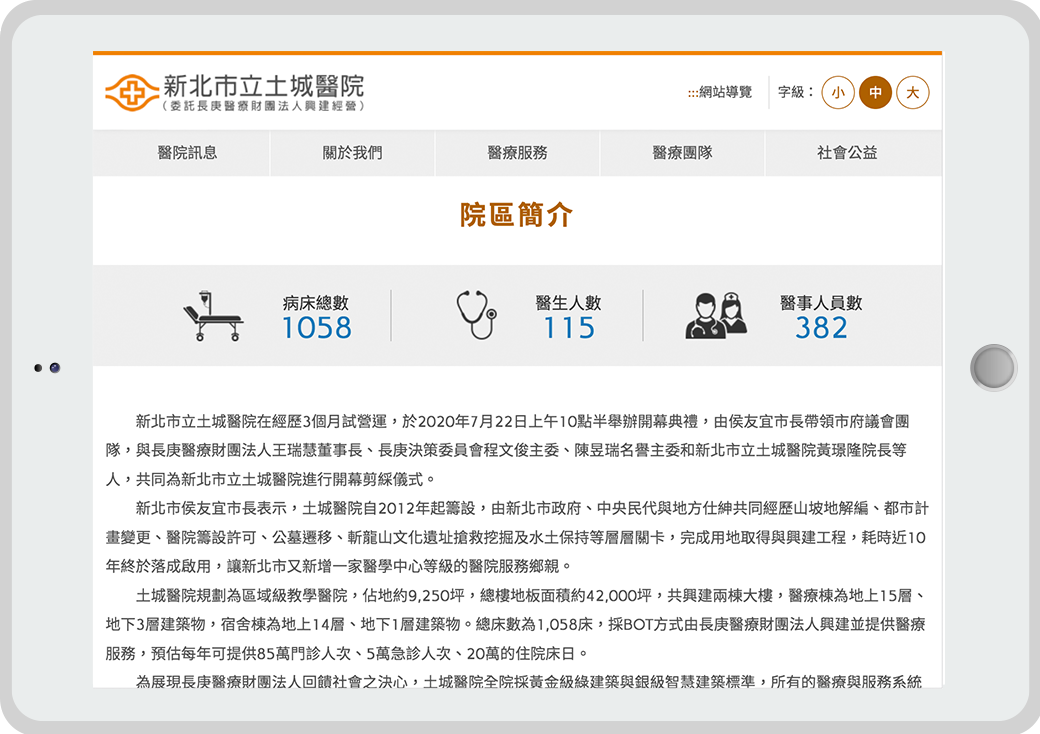 新北市立土城醫院
(委託長庚醫療財團法人興建經營)
:::網站導覽 字級： 小 中 大
醫院訊息 關於我們 醫療服務 醫療團隊 社會公益
院區簡介
病床總數 醫生人數 醫事人員數
1058 115 382
新北市立土城醫院在經歷3個月試營運，於2020年7月22日上午10點半舉辦開幕典禮，由侯友宜市長帶領市府議會團
隊，與長庚醫療財團法人王瑞慧董事長、長庚決策委員會程文俊主委、陳昱瑞名譽主委和新北市立土城醫院黃璟隆院長等
人，共同為新北市立土城醫院進行開幕剪綵儀式。
新北市侯友宜市長表示，土城醫院自2012年起籌設，由新北市政府、中央民代與地方仕紳共同經歷山坡地解編、都市計
畫變更、醫院籌設許可、公墓遷移、斬龍山文化遺址搶救挖掘及水土保持等層層關卡，完成用地取得與興建工程，耗時近10
年終於落成啟用，讓新北市又新增一家醫學中心等級的醫院服務鄉親。
土城醫院規劃為區域級教學醫院，佔地約9,250坪，總樓地板面積約42,000坪，共興建兩棟大樓，醫療棟為地上15層、
地下3層建築物，宿舍棟為地上14層、地下1層建築物。總床數為1,058床，採BOT方式由長庚醫療財團法人興建並提供醫療
服務，預估每年可提供85萬門診人次、5萬急診人次、20萬的住院床日。
為展現長庚醫療財團法人回饋社會之決心，土城醫院全院採黃金級綠建築與銀級智慧建築標準，所有的醫療與服務系統